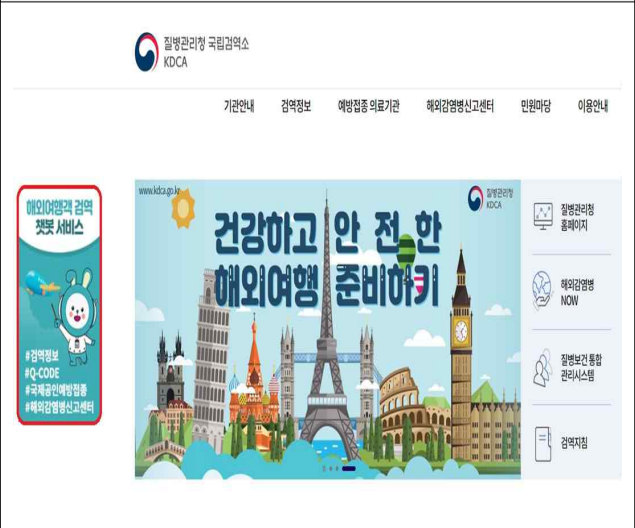 질병관리청 국립검역소
KDCA
기관안내 검역정보 예방접종 의료기관 해외감염병신고센터 민원마당 이용안내
해외여행객 검역
챗봇 서비스
#검역정보
#Q-CODE
#국제공인예방접종
#해외감염병신고센터
www.kdca.go.kr
질병관리청
KDCA
건강하고 안전한
해외여행 준비하기
질병관리청
홈페이지
해외감염병
NOW
질병보건 통합
관리시스템
검역지침